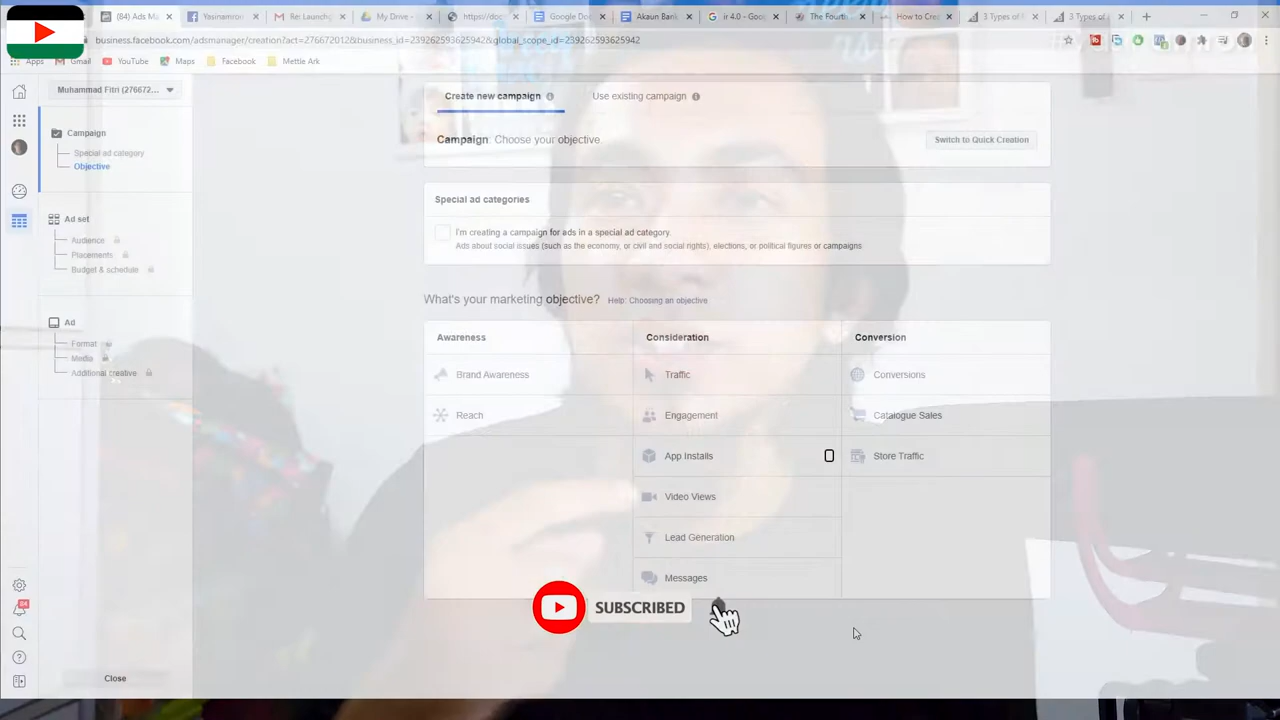 (84) Ads Ma
Yasinamron
Re: Launch
My Drive -
https://doc
Google Do
Akaun Bank
ir 4.0 - Goo
The Fourth
How to Crea
3 Types of
3 Types of
business.facebook.com/adsmanager/creation?act=276672012&business_id=239262593625942&global_scope_id=239262593625942
Apps
Gmail
YouTube
Maps
Facebook
Mettle Ark
Muhammad Fitri (276672...
Campaign
Special ad category
Objective
Ad set
Audience
Placements
Budget & schedule
Ad
Format
Media
Additional creative
Close
Create new campaign
Use existing campaign
Campaign: Choose your objective.
Switch to Quick Creation
Special ad categories
I'm creating a campaign for ads in a special ad category.
Ads about social issues (such as the economy, or civil and social rights), elections, or political figures or campaigns
What's your marketing objective? Help: Choosing an objective
Awareness
Consideration
Conversion
Brand Awareness
Traffic
Conversions
Reach
Engagement
Catalogue Sales
App Installs
Store Traffic
Video Views
Lead Generation
Messages
SUBSCRIBED